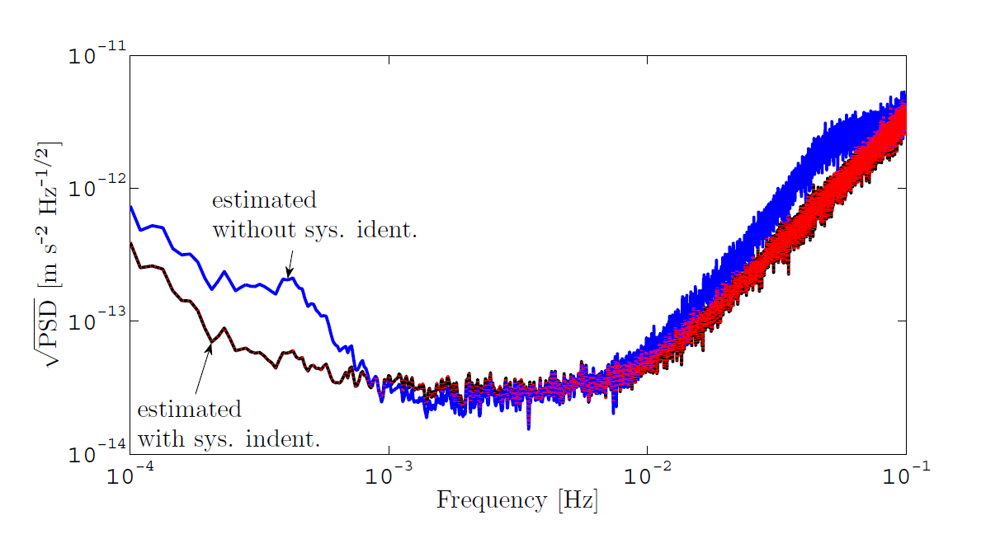 10⁻¹¹
10⁻¹²
10⁻¹³
10⁻¹⁴
√PSD [m s⁻² Hz⁻¹/²]
estimated
without sys. ident.
estimated
with sys. indent.
10⁻⁴
10⁻³
10⁻²
10⁻¹
Frequency [Hz]